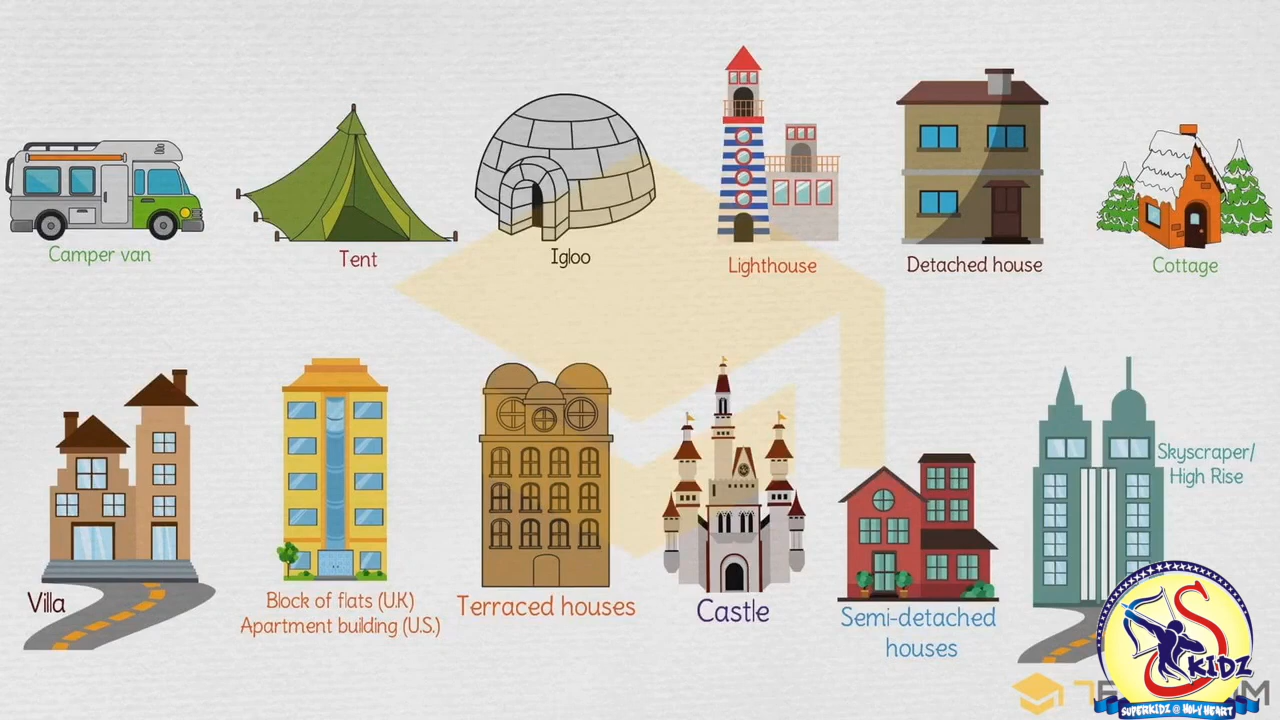 Camper van
Tent
Igloo
Lighthouse
Detached house
Cottage
Villa
Block of flats (U.K)
Apartment building (U.S.)
Terraced houses
Castle
Semi-detached
houses
Skyscraper/
High Rise
S
KIDZ
SUPERKIDZ @ HOLY HEART